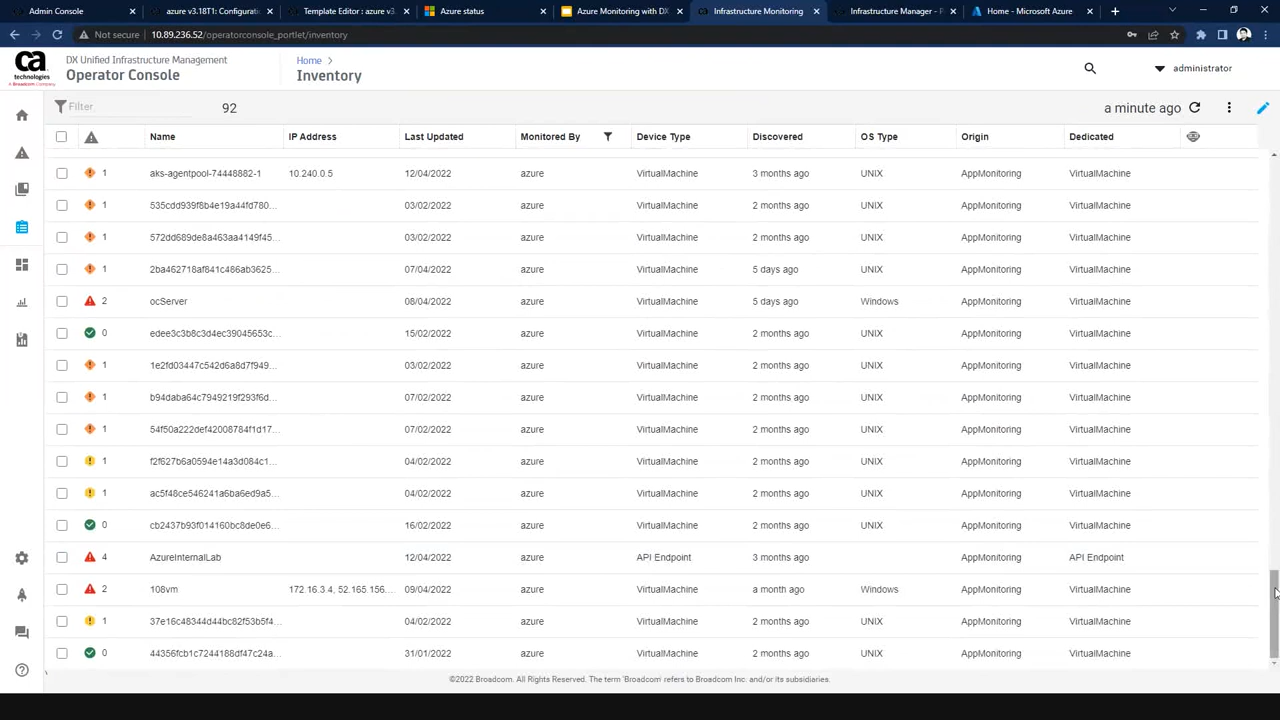 Admin Console
azure v3.18T1: Configurati
Template Editor : azure v3.
Azure status
Azure Monitoring with DX
Infrastructure Monitoring
Infrastructure Manager - P
Home - Microsoft Azure
Not secure | 10.89.236.52/operatorconsole_portlet/inventory
ca technologies
A Broadcom Company
DX Unified Infrastructure Management
Operator Console
Home >
Inventory
administrator
Filter
92
a minute ago
Name IP Address Last Updated Monitored By Device Type Discovered OS Type Origin Dedicated
1 aks-agentpool-74448882-1 10.240.0.5 12/04/2022 azure VirtualMachine 3 months ago UNIX AppMonitoring VirtualMachine
1 535cdd939f8b4e19a44fd780... 03/02/2022 azure VirtualMachine 2 months ago UNIX AppMonitoring VirtualMachine
1 572dd689de8a463aa4149f45... 03/02/2022 azure VirtualMachine 2 months ago UNIX AppMonitoring VirtualMachine
1 2ba462718af841c486ab3625... 07/04/2022 azure VirtualMachine 5 days ago UNIX AppMonitoring VirtualMachine
2 ocServer 08/04/2022 azure VirtualMachine 5 days ago Windows AppMonitoring VirtualMachine
0 edee3c3b8c3d4ec39045653c... 15/02/2022 azure VirtualMachine 2 months ago UNIX AppMonitoring VirtualMachine
1 1e2fd03447c542d6a8d7f949... 03/02/2022 azure VirtualMachine 2 months ago UNIX AppMonitoring VirtualMachine
1 b94daba64c7949219f293f6d... 07/02/2022 azure VirtualMachine 2 months ago UNIX AppMonitoring VirtualMachine
1 54f50a222def42008784f1d17... 07/02/2022 azure VirtualMachine 2 months ago UNIX AppMonitoring VirtualMachine
1 f2f627b6a0594e14a3d084c1... 04/02/2022 azure VirtualMachine 2 months ago UNIX AppMonitoring VirtualMachine
1 ac5f48ce546241a6ba6ed9a5... 04/02/2022 azure VirtualMachine 2 months ago UNIX AppMonitoring VirtualMachine
0 cb2437b93f014160bc8de0e6... 16/02/2022 azure VirtualMachine 2 months ago UNIX AppMonitoring VirtualMachine
4 AzureInternalLab 12/04/2022 azure API Endpoint 3 months ago AppMonitoring API Endpoint
2 108vm 172.16.3.4, 52.165.156.... 09/04/2022 azure VirtualMachine a month ago Windows AppMonitoring VirtualMachine
1 37e16c48344d44bc82f53b5f4... 04/02/2022 azure VirtualMachine 2 months ago UNIX AppMonitoring VirtualMachine
0 44356fcb1c7244188df47c24a... 31/01/2022 azure VirtualMachine 2 months ago UNIX AppMonitoring VirtualMachine
©2022 Broadcom. All Rights Reserved. The term 'Broadcom' refers to Broadcom Inc. and/or its subsidiaries.